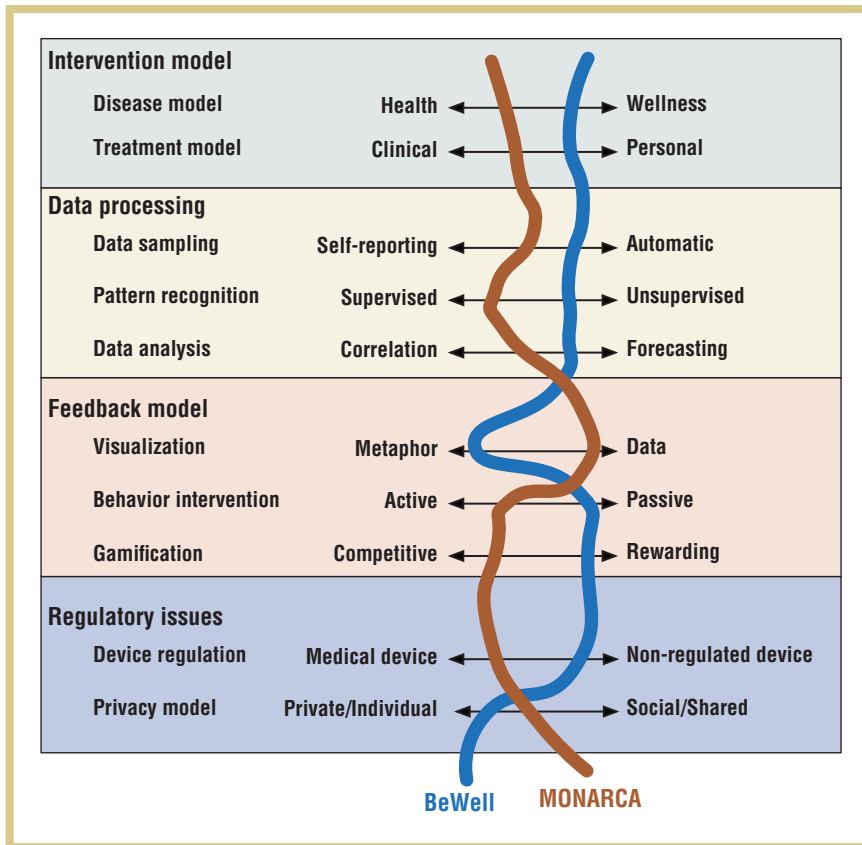 Intervention model
Disease model Health Wellness
Treatment model Clinical Personal
Data processing
Data sampling Self-reporting Automatic
Pattern recognition Supervised Unsupervised
Data analysis Correlation Forecasting
Feedback model
Visualization Metaphor Data
Behavior intervention Active Passive
Gamification Competitive Rewarding
Regulatory issues
Device regulation Medical device Non-regulated device
Privacy model Private/Individual Social/Shared
BeWell MONARCA